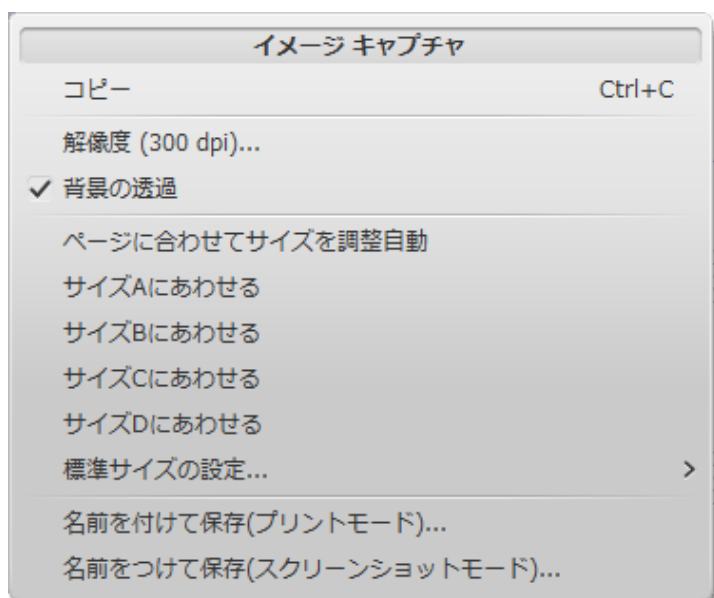 イメージ キャプチャ
コピー Ctrl+C
解像度 (300 dpi)...
背景の透過
ページに合わせてサイズを調整自動
サイズAにあわせる
サイズBにあわせる
サイズCにあわせる
サイズDにあわせる
標準サイズの設定...
名前を付けて保存(プリントモード)...
名前をつけて保存(スクリーンショットモード)...